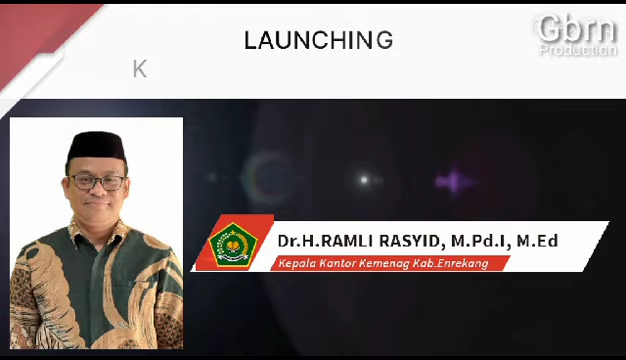 LAUNCHING
K
Gbrn
Production
Dr.H.RAMLI RASYID, M.Pd.I, M.Ed
Kepala Kantor Kemenag Kab.Enrekang